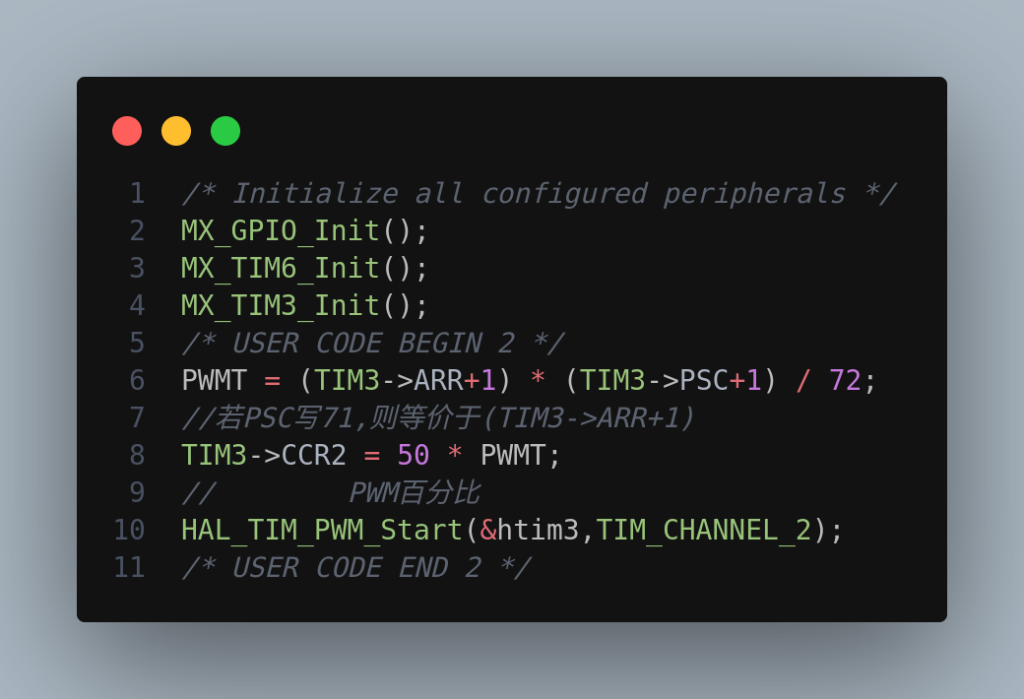 1 /* Initialize all configured peripherals */
2 MX_GPIO_Init();
3 MX_TIM6_Init();
4 MX_TIM3_Init();
5 /* USER CODE BEGIN 2 */
6 PWMT = (TIM3->ARR+1) * (TIM3->PSC+1) / 72;
7 //若PSC写71,则等价于(TIM3->ARR+1)
8 TIM3->CCR2 = 50 * PWMT;
9 //        PWM百分比
10 HAL_TIM_PWM_Start(&htim3,TIM_CHANNEL_2);
11 /* USER CODE END 2 */